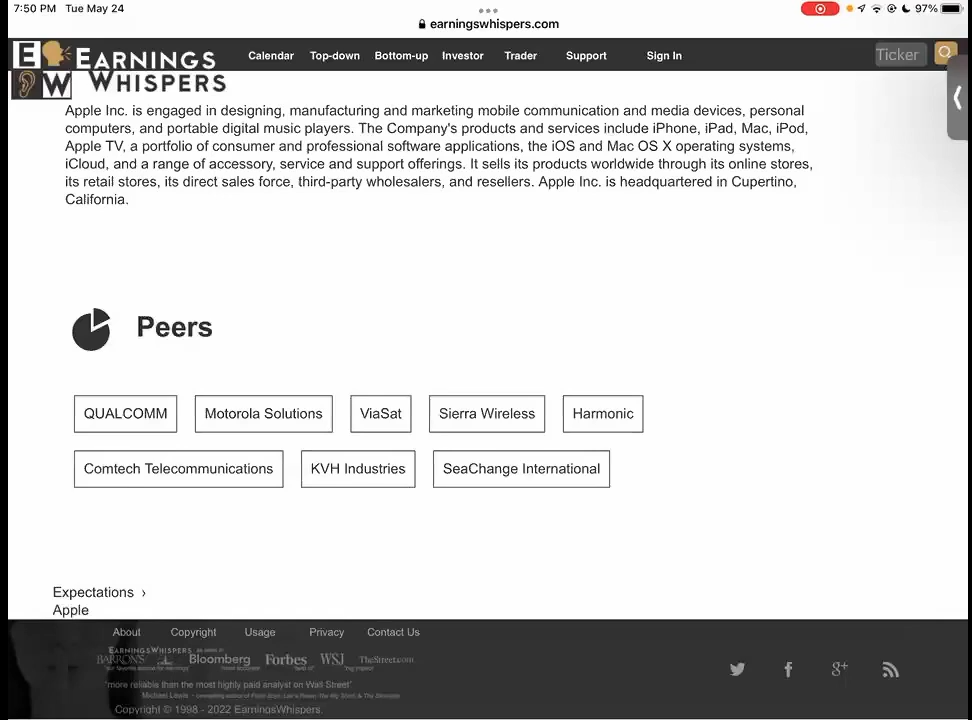 7:50 PM Tue May 24
97%
earningswhispers.com
EARNINGS WHISPERS
E W
Calendar Top-down Bottom-up Investor Trader Support Sign In
Ticker
Apple Inc. is engaged in designing, manufacturing and marketing mobile communication and media devices, personal
computers, and portable digital music players. The Company's products and services include iPhone, iPad, Mac, iPod,
Apple TV, a portfolio of consumer and professional software applications, the iOS and Mac OS X operating systems,
iCloud, and a range of accessory, service and support offerings. It sells its products worldwide through its online stores,
its retail stores, its direct sales force, third-party wholesalers, and resellers. Apple Inc. is headquartered in Cupertino,
California.
Peers
QUALCOMM Motorola Solutions ViaSat Sierra Wireless Harmonic
Comtech Telecommunications KVH Industries SeaChange International
Expectations ›
Apple
About Copyright Usage Privacy Contact Us
EARNINGSWHISPERS
BARRON'S Bloomberg Forbes WSJ TheStreet.com
"more reliable than the most highly paid analyst on Wall Street"
Michael Lewis
Copyright © 1998 - 2022 EarningsWhispers.